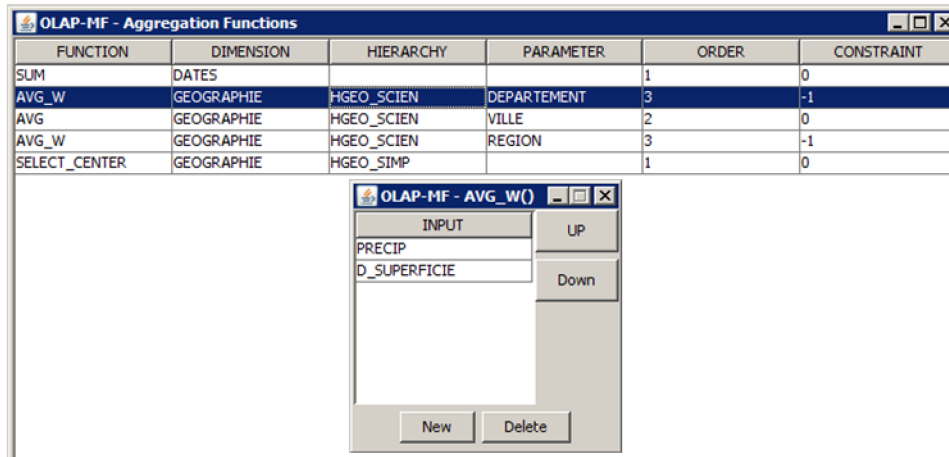 OLAP-MF - Aggregation Functions
FUNCTION DIMENSION HIERARCHY PARAMETER ORDER CONSTRAINT
SUM DATES 1 0
AVG_W GEOGRAPHIE HGEO_SCIEN DEPARTEMENT 3 -1
AVG GEOGRAPHIE HGEO_SCIEN VILLE 2 0
AVG_W GEOGRAPHIE HGEO_SCIEN REGION 3 -1
SELECT_CENTER GEOGRAPHIE HGEO_SIMP 1 0
OLAP-MF - AVG_W()
INPUT UP
PRECIP
D_SUPERFICIE Down
New Delete